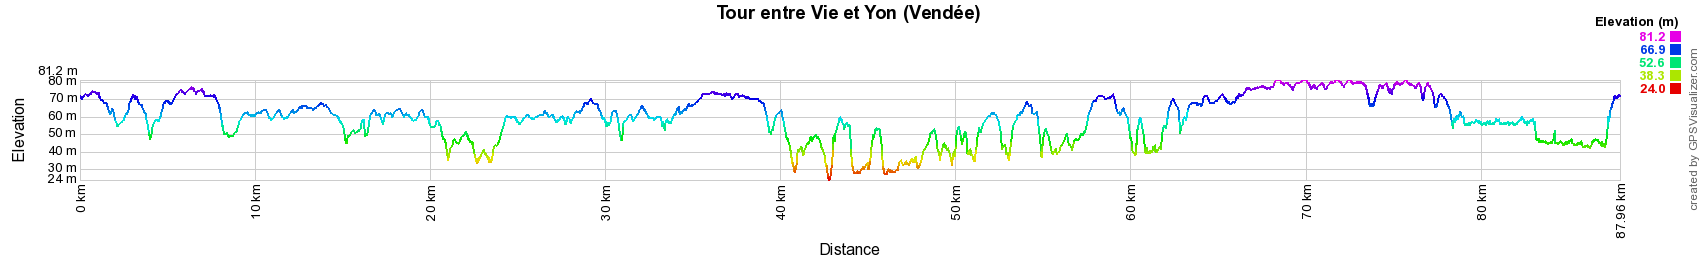 Tour entre Vie et Yon (Vendée)
Elevation (m)
81.2
66.9
52.6
38.3
24.0
81.2 m
80 m
70 m
60 m
50 m
40 m
30 m
24 m
Elevation
0 km
10 km
20 km
30 km
40 km
50 km
60 km
70 km
80 km
87.96 km
Distance
created by GPSVisualizer.com